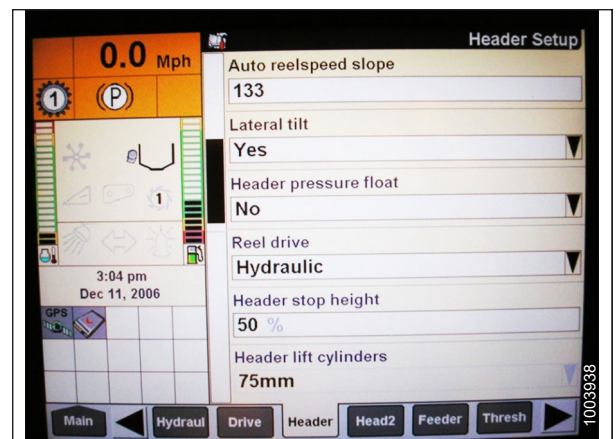 0.0 Mph
Header Setup
1
(P)
1
3:04 pm
Dec 11, 2006
GPS
Auto reelspeed slope
133
Lateral tilt
Yes
Header pressure float
No
Reel drive
Hydraulic
Header stop height
50 %
Header lift cylinders
75mm
Main
Hydraul
Drive
Header
Head2
Feeder
Thresh
1003938